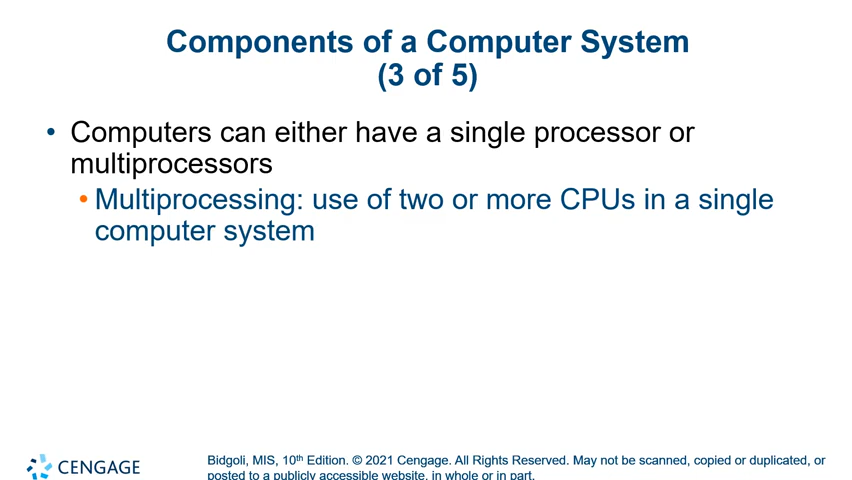 Components of a Computer System
(3 of 5)
• Computers can either have a single processor or
multiprocessors
• Multiprocessing: use of two or more CPUs in a single
computer system
CENGAGE
Bidgoli, MIS, 10th Edition. © 2021 Cengage. All Rights Reserved. May not be scanned, copied or duplicated, or
posted to a publicly accessible website, in whole or in part.